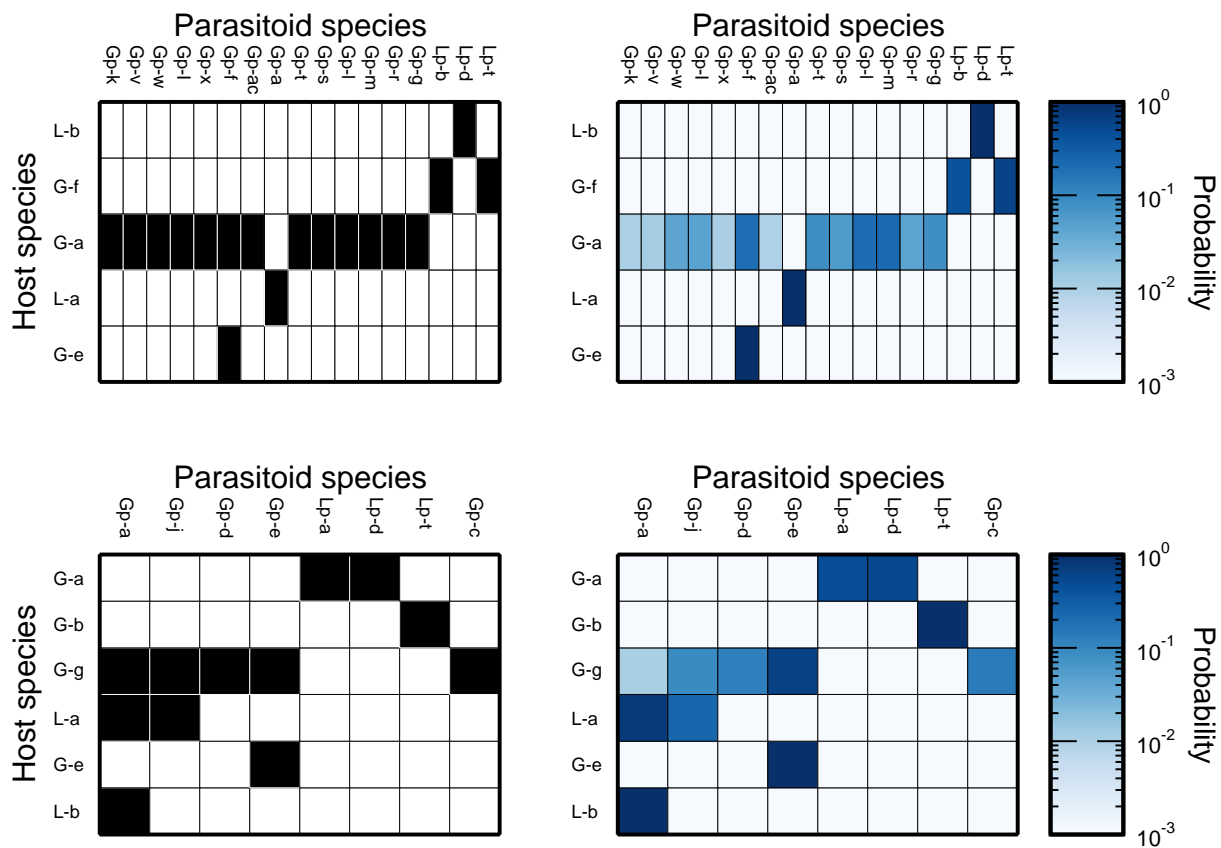 Parasitoid species
Gp-k Gp-v Gp-w Gp-l Gp-x Gp-f Gp-ac Gp-a Gp-t Gp-s Gp-l Gp-m Gp-r Gp-g Lp-b Lp-d Lp-t
Host species
L-b
G-f
G-a
L-a
G-e
Parasitoid species
Gp-k Gp-v Gp-w Gp-l Gp-x Gp-f Gp-ac Gp-a Gp-t Gp-s Gp-l Gp-m Gp-r Gp-g Lp-b Lp-d Lp-t
L-b
G-f
G-a
L-a
G-e
10^0
10^-1
10^-2
10^-3
Probability
Parasitoid species
Gp-a Gp-j Gp-d Gp-e Lp-a Lp-d Lp-t Gp-c
Host species
G-a
G-b
G-g
L-a
G-e
L-b
Parasitoid species
Gp-a Gp-j Gp-d Gp-e Lp-a Lp-d Lp-t Gp-c
G-a
G-b
G-g
L-a
G-e
L-b
10^0
10^-1
10^-2
10^-3
Probability